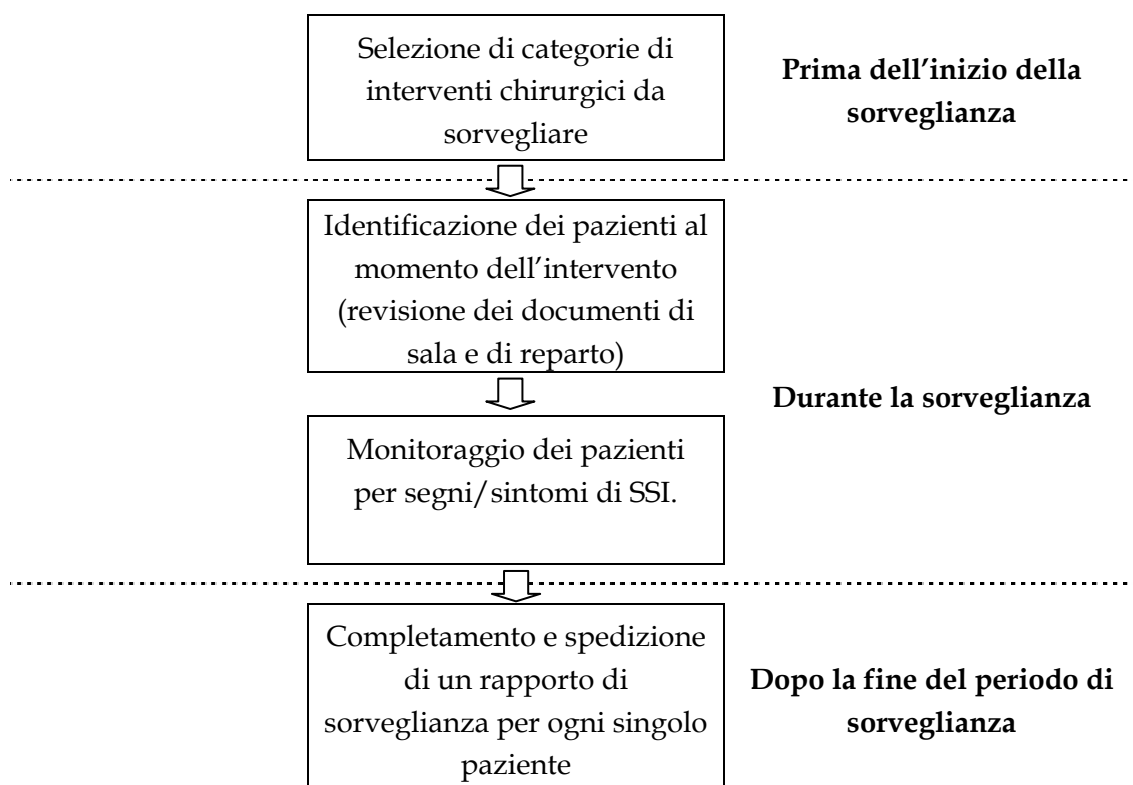 Selezione di categorie di
interventi chirurgici da
sorvegliare
Prima dell’inizio della
sorveglianza
Identificazione dei pazienti al
momento dell’intervento
(revisione dei documenti di
sala e di reparto)
Monitoraggio dei pazienti
per segni/sintomi di SSI.
Durante la sorveglianza
Completamento e spedizione
di un rapporto di
sorveglianza per ogni singolo
paziente
Dopo la fine del periodo di
sorveglianza